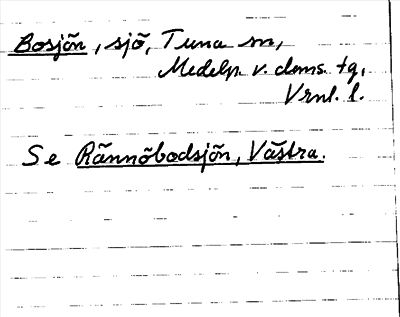 Bosjön, sjö, Tuna sn,
Medelp. v. doms. tg,
Vrnl. l.
Se Rännöbodsjön, Västra.